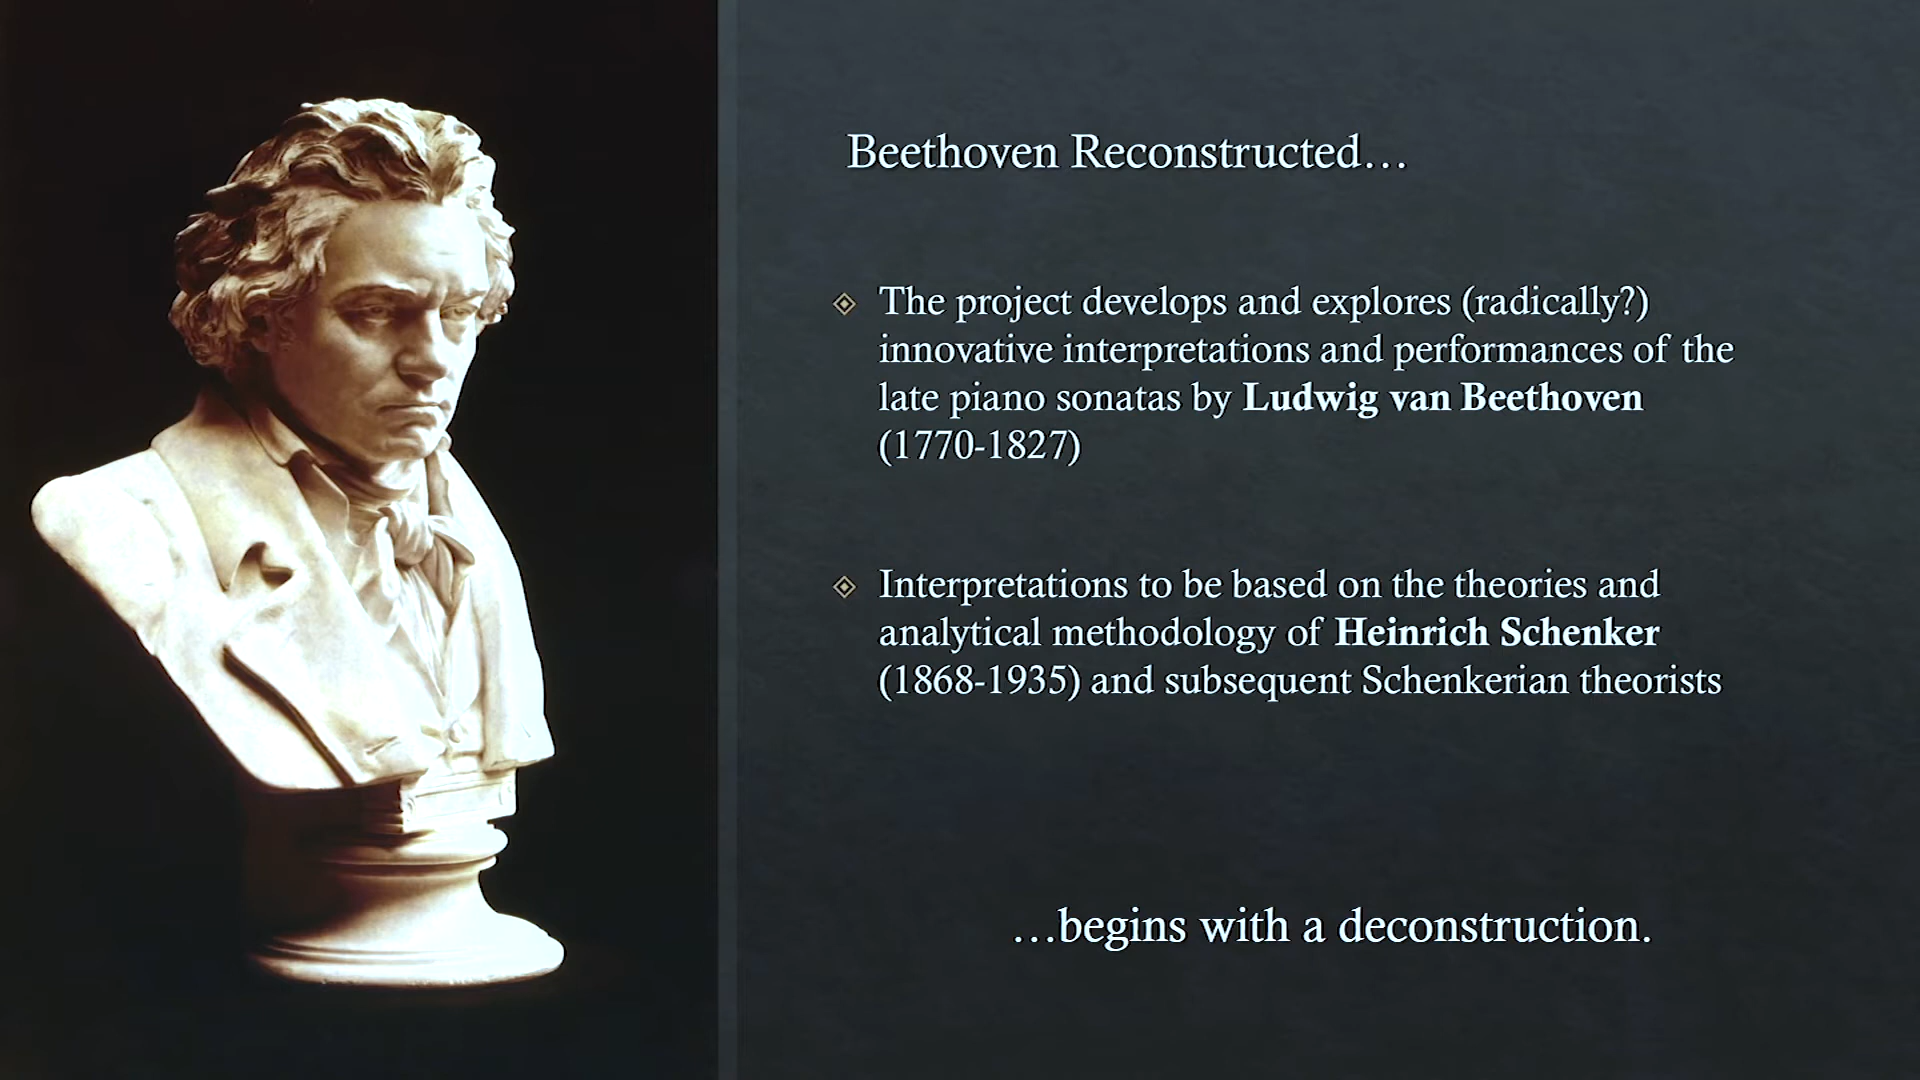 Beethoven Reconstructed…
The project develops and explores (radically?)
innovative interpretations and performances of the
late piano sonatas by Ludwig van Beethoven
(1770-1827)
Interpretations to be based on the theories and
analytical methodology of Heinrich Schenker
(1868-1935) and subsequent Schenkerian theorists
…begins with a deconstruction.